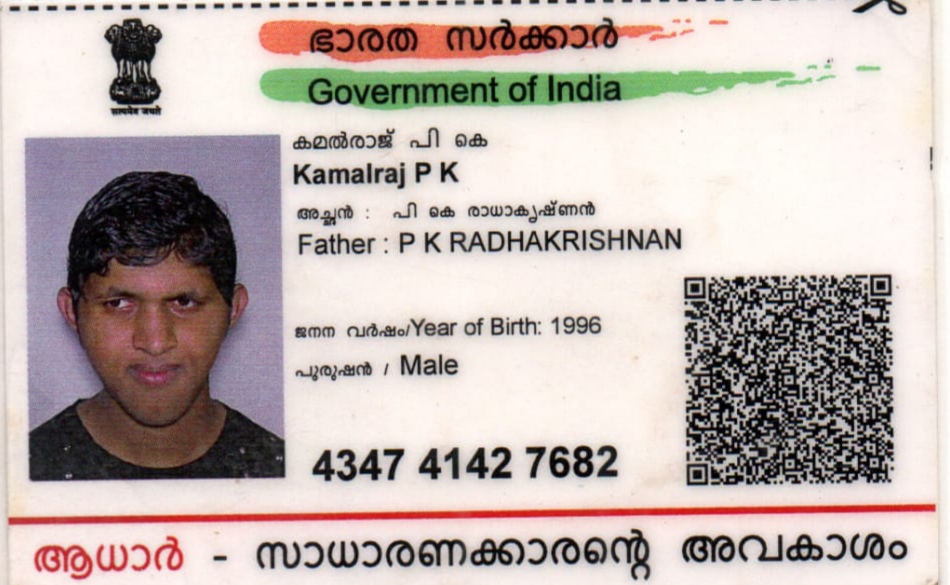 ഭാരത സർക്കാർ
Government of India
सत्यमेव जयते
കമൽരാജ് പി കെ
Kamalraj P K
അച്ഛൻ : പി കെ രാധാകൃഷ്ണൻ
Father : P K RADHAKRISHNAN
ജനന വർഷം/Year of Birth: 1996
പുരുഷൻ / Male
4347 4142 7682
ആധാർ - സാധാരണക്കാരന്റെ അവകാശം